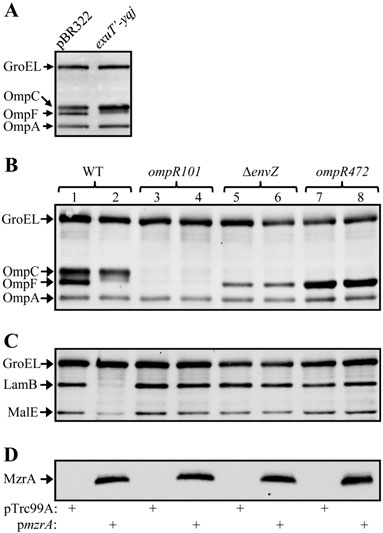 A
pBR322 exuT'-yqj
GroEL
OmpC
OmpF
OmpA
B
WT ompR101 ΔenvZ ompR472
1 2 3 4 5 6 7 8
GroEL
OmpC
OmpF
OmpA
C
GroEL
LamB
MalE
D
MzrA
pTrc99A: + + + +
pmzrA: + + + +